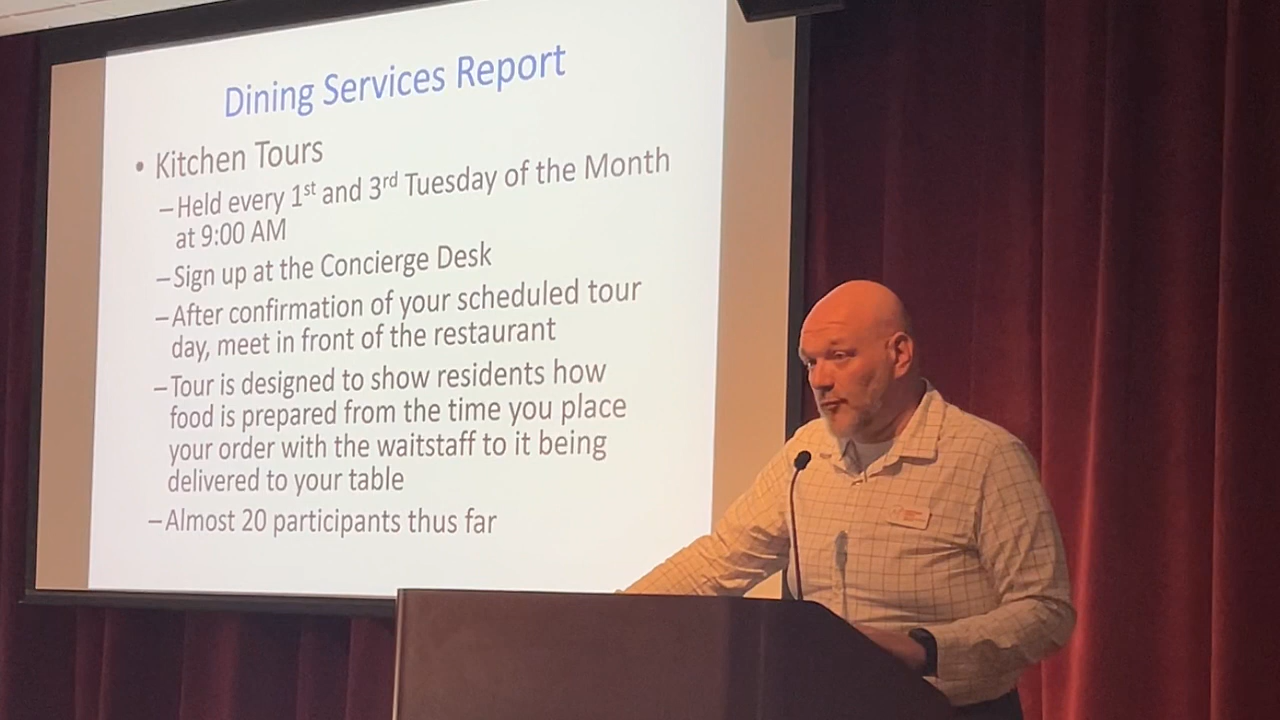 Dining Services Report
• Kitchen Tours
–Held every 1st and 3rd Tuesday of the Month
at 9:00 AM
–Sign up at the Concierge Desk
–After confirmation of your scheduled tour
day, meet in front of the restaurant
–Tour is designed to show residents how
food is prepared from the time you place
your order with the waitstaff to it being
delivered to your table
–Almost 20 participants thus far